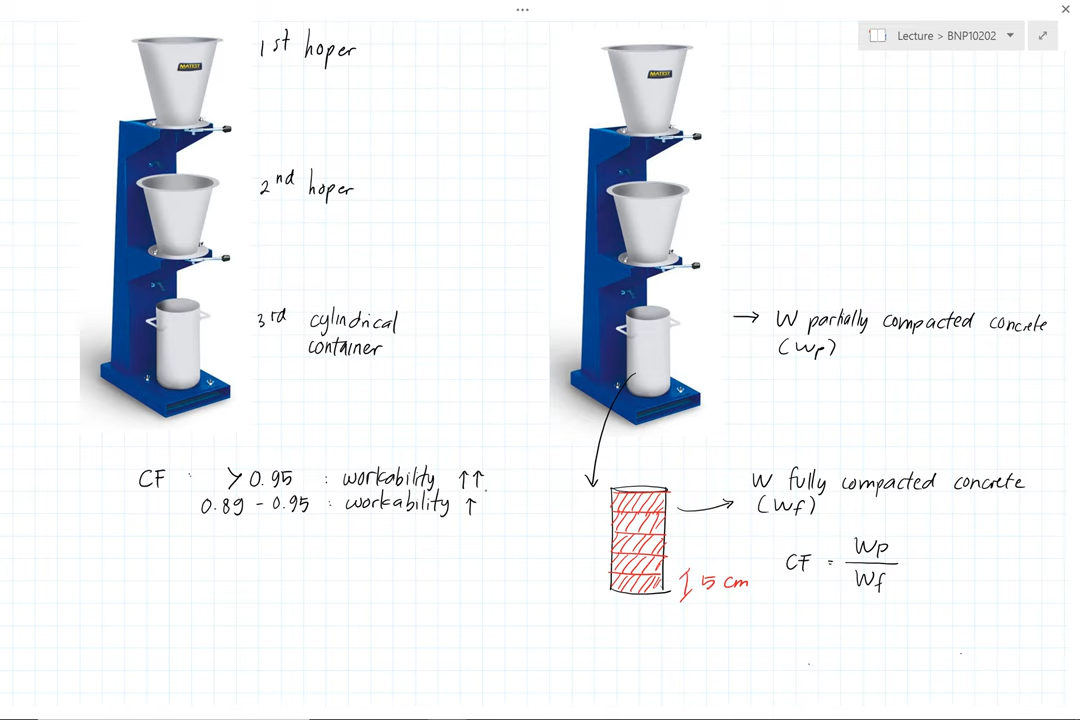 Lecture > BNP10202
MATEST
1st hoper
2nd hoper
3rd cylindrical
container
CF : > 0.95 : workability ↑↑
0.89 - 0.95 : workability ↑
MATEST
→ W partially compacted concrete
(Wp)
W fully compacted concrete
(Wf)
CF = Wp
Wf
5 cm